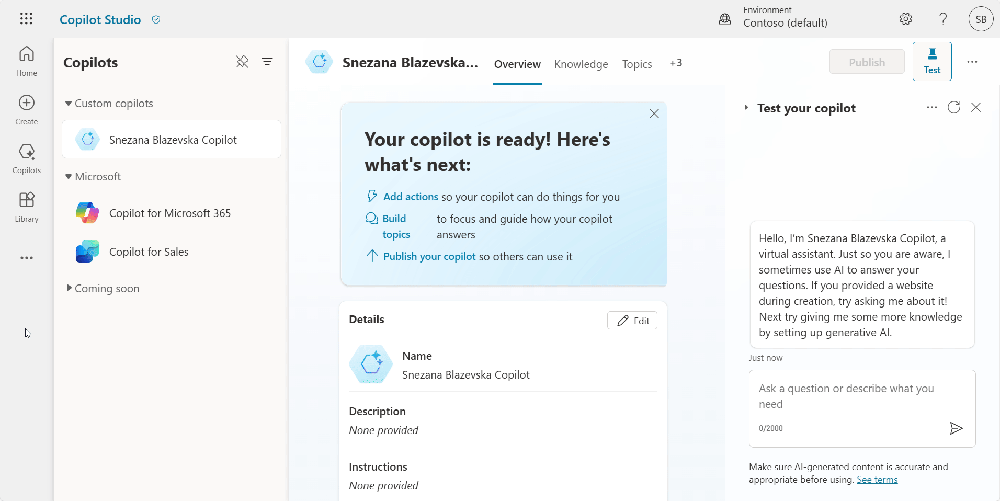 Copilot Studio
Environment
Contoso (default)
SB
Home
Create
Copilots
Library
Copilots
Custom copilots
Snezana Blazevska Copilot
Microsoft
Copilot for Microsoft 365
Copilot for Sales
Coming soon
Snezana Blazevska...
Overview
Knowledge
Topics
+3
Publish
Test
Your copilot is ready! Here's
what's next:
Add actions so your copilot can do things for you
Build topics
to focus and guide how your copilot
answers
Publish your copilot so others can use it
Details
Edit
Name
Snezana Blazevska Copilot
Description
None provided
Instructions
None provided
Test your copilot
Hello, I’m Snezana Blazevska Copilot, a
virtual assistant. Just so you are aware, I
sometimes use AI to answer your
questions. If you provided a website
during creation, try asking me about it!
Next try giving me some more knowledge
by setting up generative AI.
Just now
Ask a question or describe what you
need
0/2000
Make sure AI-generated content is accurate and
appropriate before using. See terms